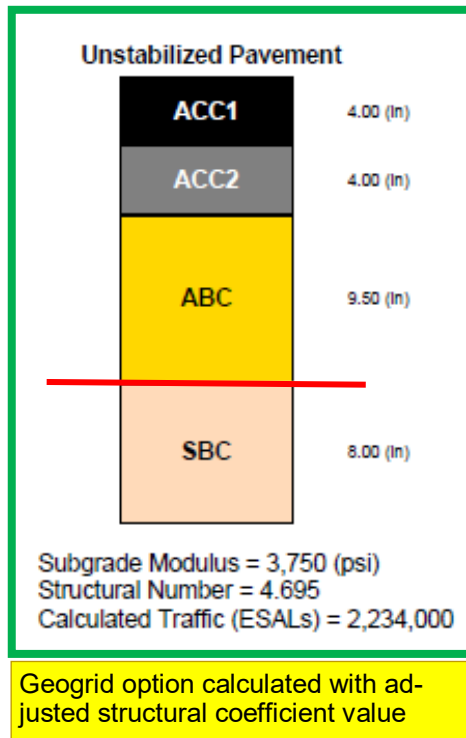 Unstabilized Pavement
ACC1 4.00 (in)
ACC2 4.00 (in)
ABC 9.50 (in)
SBC 8.00 (in)
Subgrade Modulus = 3,750 (psi)
Structural Number = 4.695
Calculated Traffic (ESALs) = 2,234,000
Geogrid option calculated with ad-
justed structural coefficient value